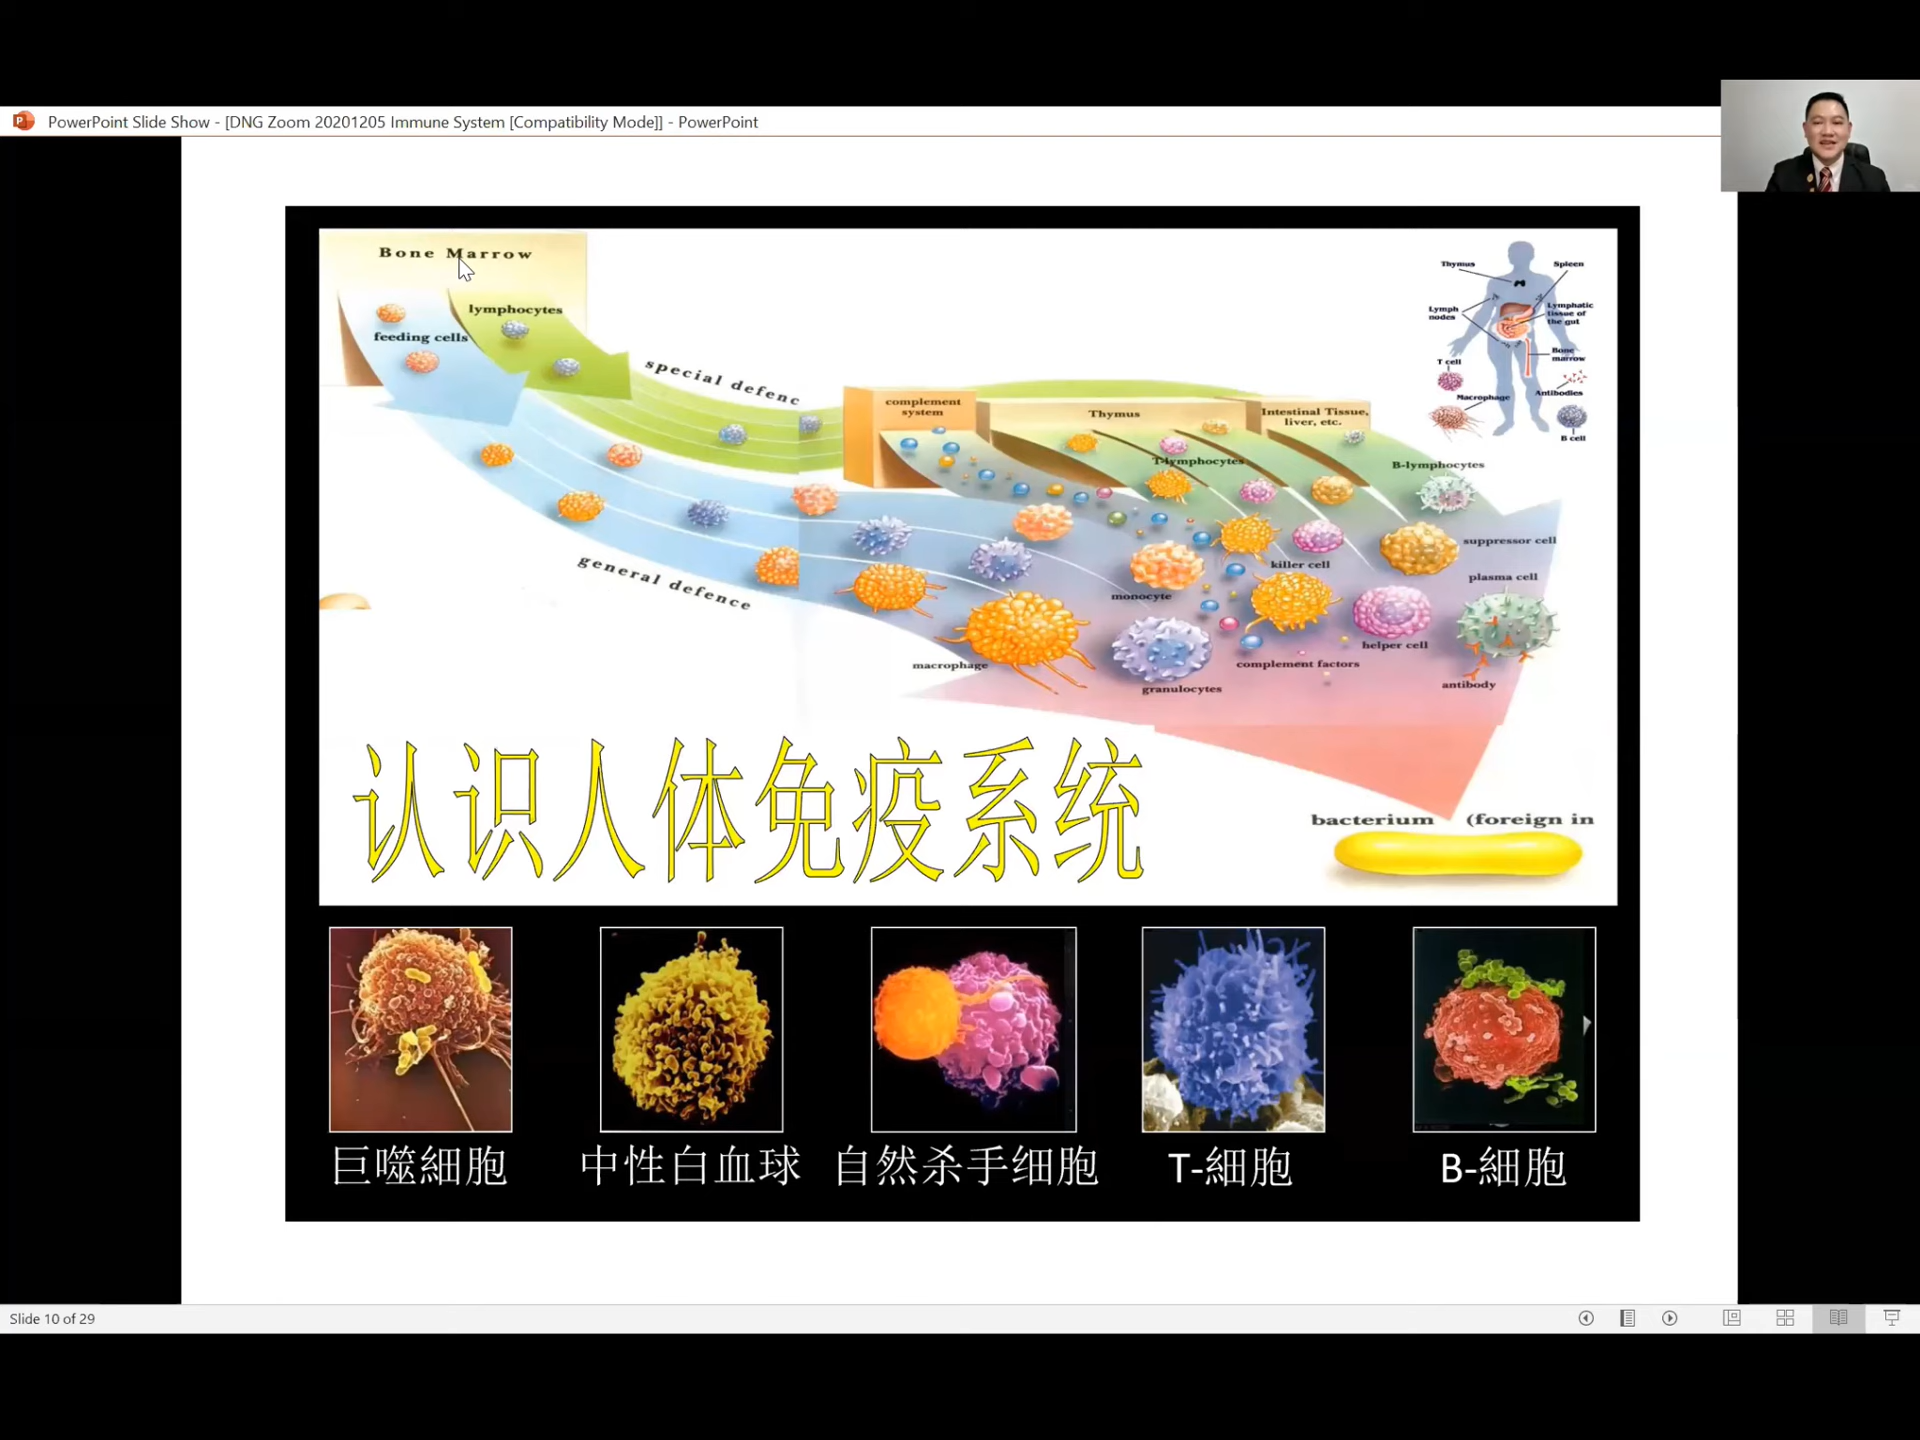 PowerPoint Slide Show - [DNG Zoom 20201205 Immune System [Compatibility Mode]] - PowerPoint
Bone Marrow
lymphocytes
feeding cells
special defenc
general defence
complement
system
Thymus
Intestinal Tissue,
liver, etc.
T-lymphocytes
B-lymphocytes
suppressor cell
killer cell
plasma cell
monocyte
helper cell
macrophage
complement factors
granulocytes
antibody
Thymus
Spleen
Lymph
nodes
Lymphatic
tissue of
the gut
Bone
marrow
T cell
Macrophage
Antibodies
B cell
认识人体免疫系统
bacterium (foreign in
巨噬細胞
中性白血球
自然杀手细胞
T-細胞
B-細胞
Slide 10 of 29